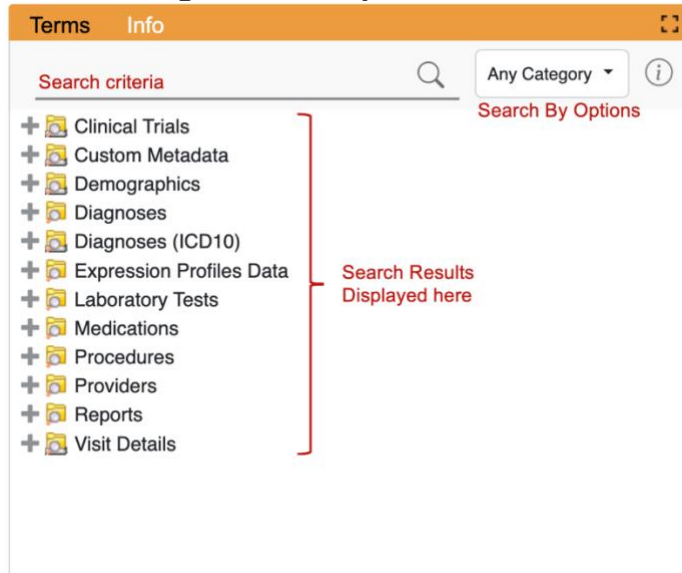 Terms Info
Search criteria
Any Category
Search By Options
Clinical Trials
Custom Metadata
Demographics
Diagnoses
Diagnoses (ICD10)
Expression Profiles Data
Laboratory Tests
Medications
Procedures
Providers
Reports
Visit Details
Search Results
Displayed here